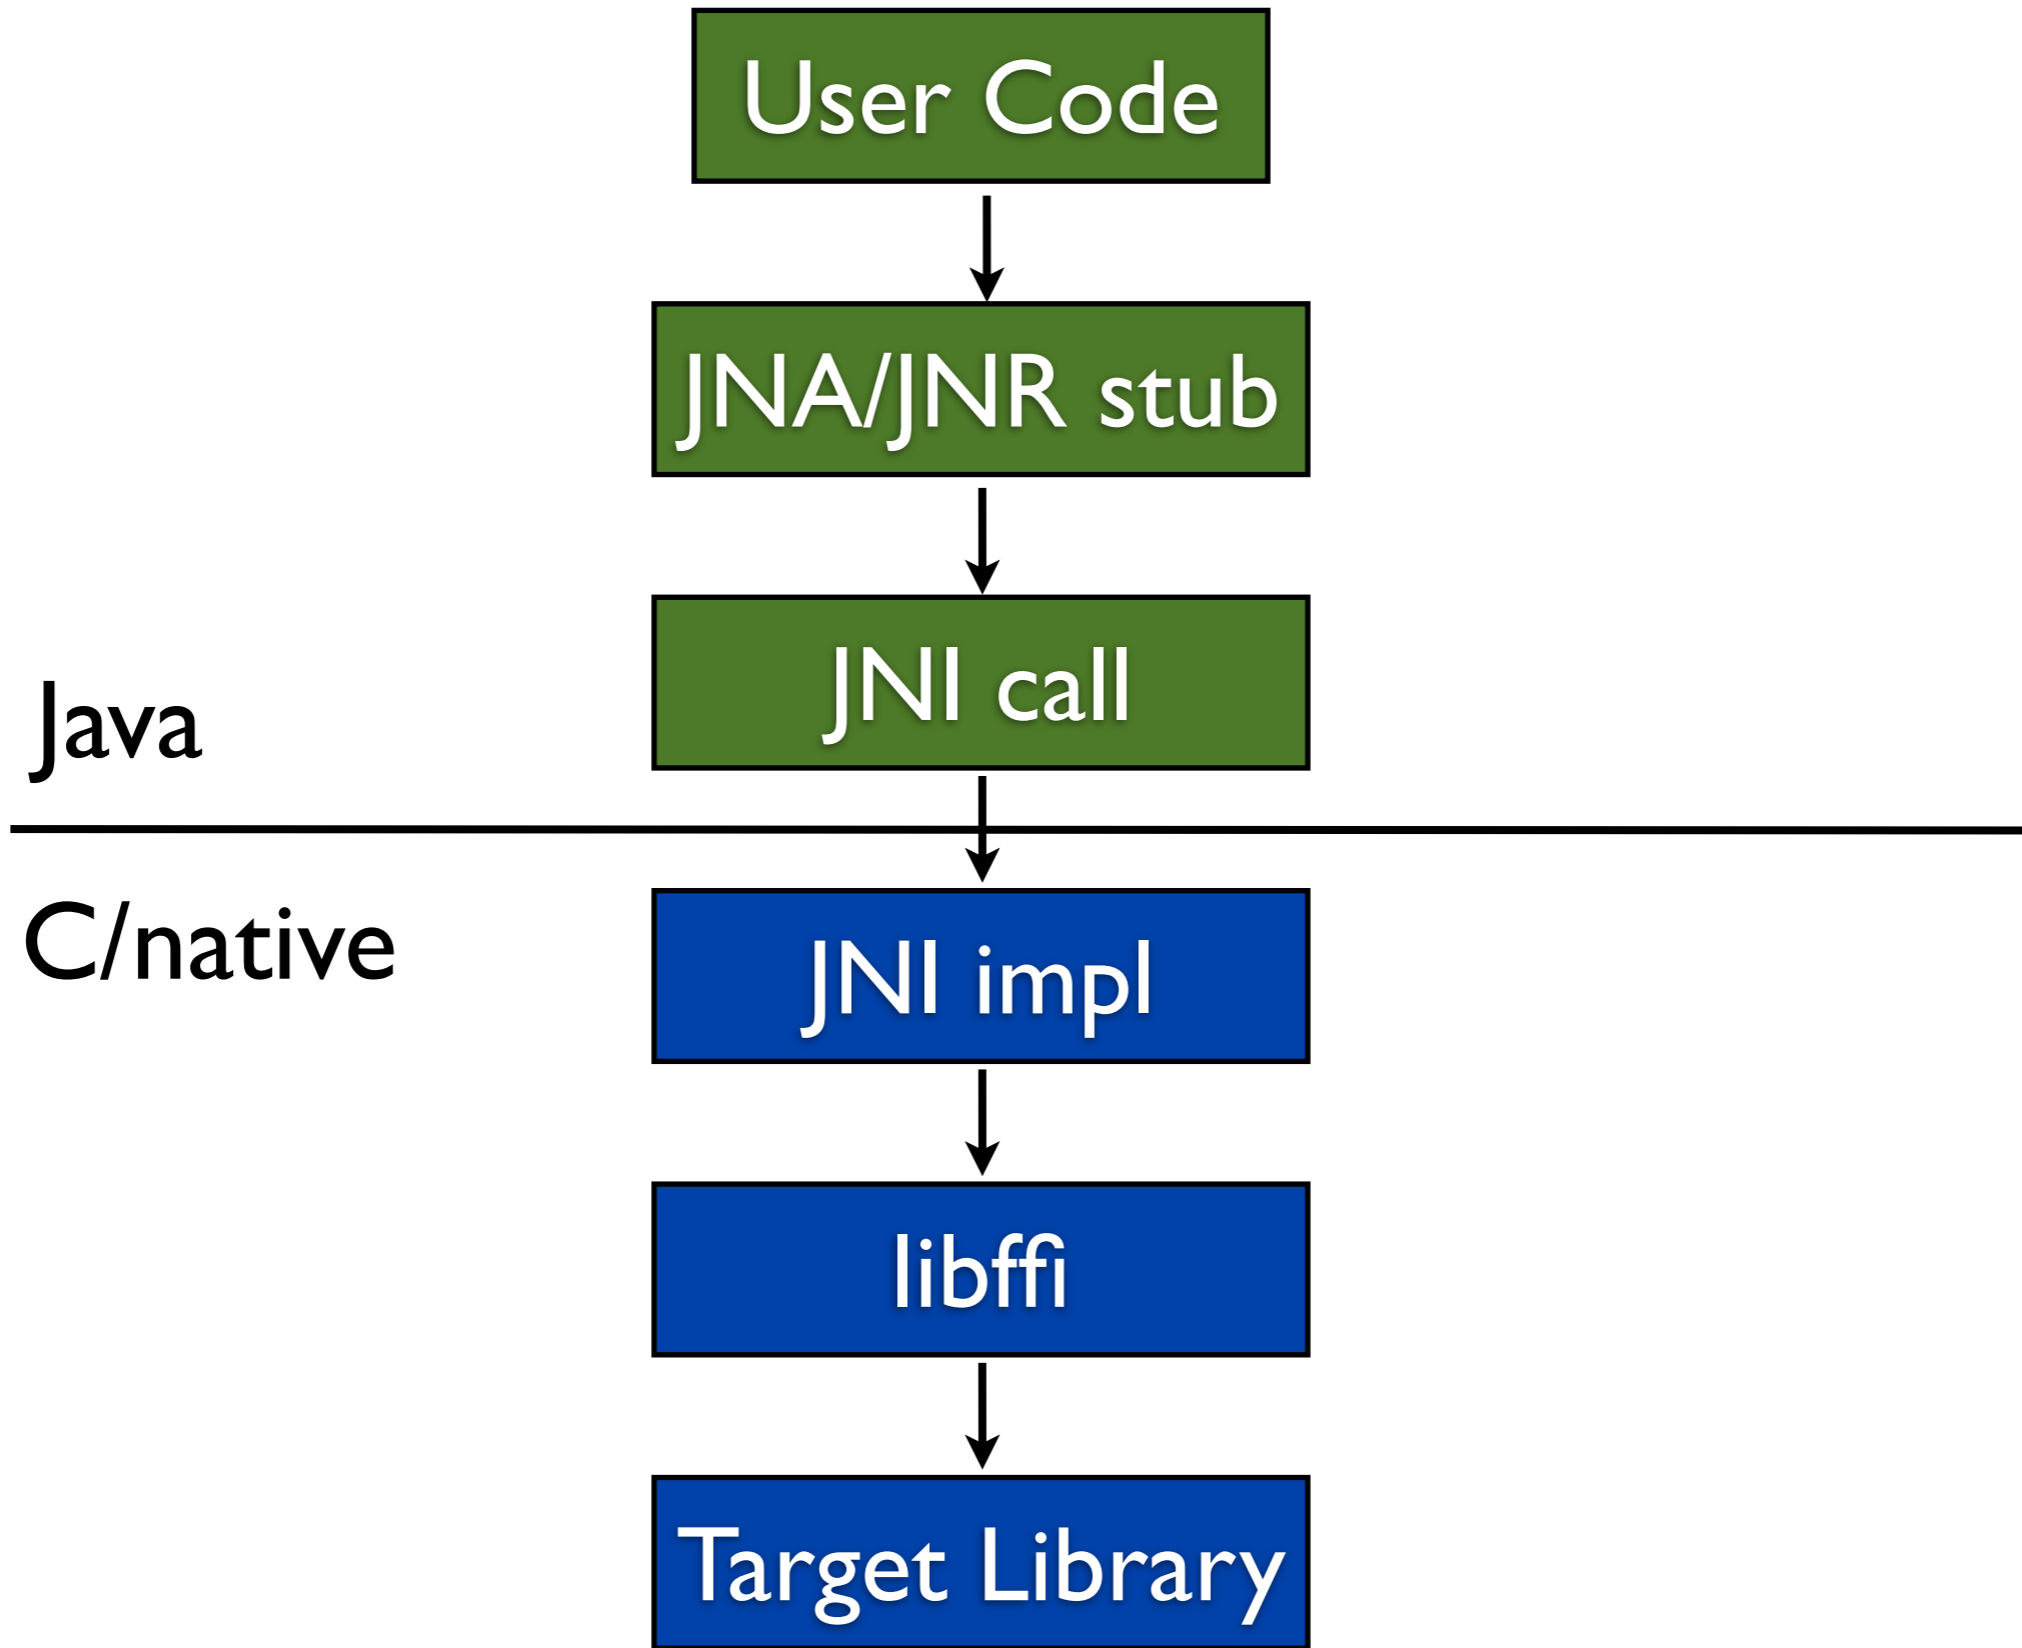 User Code
JNA/JNR stub
JNI call
Java
C/native
JNI impl
libffi
Target Library